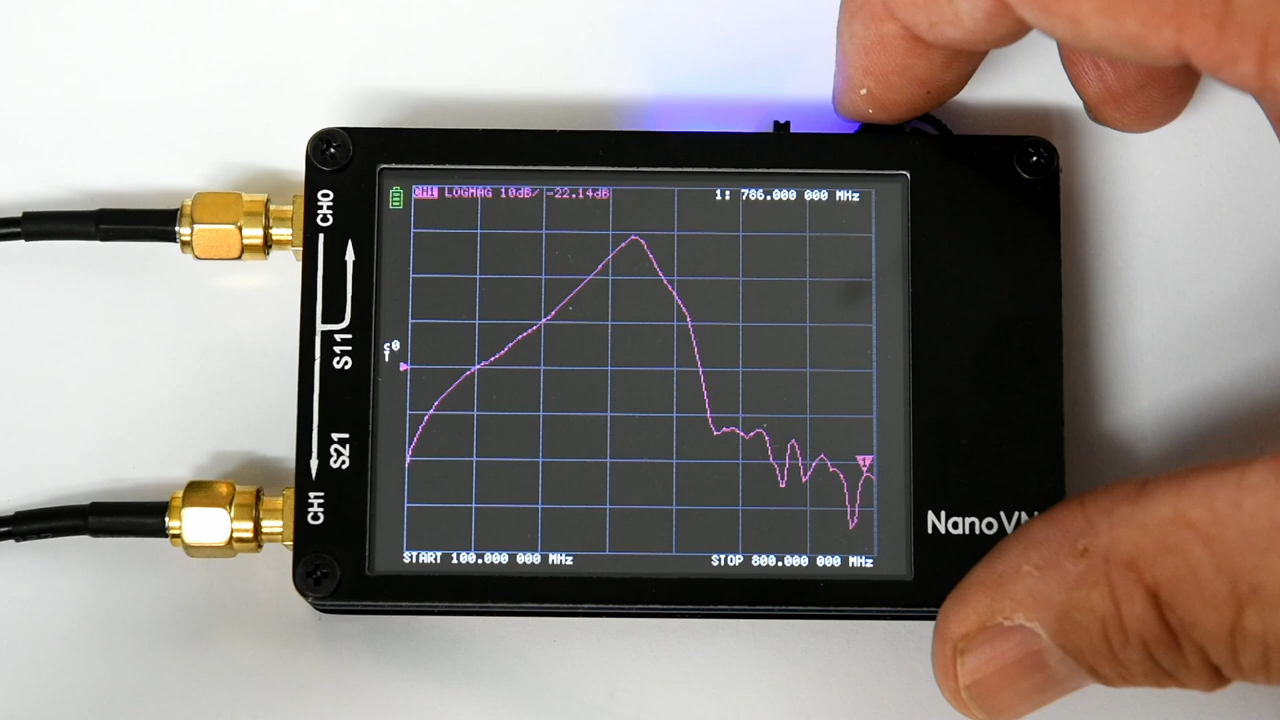 CH1 LOGMAG 10dB/ -22.14dB
1: 786.000 000 MHz
CH0
S11
S21
CH1
1
START 100.000 000 MHz
STOP 800.000 000 MHz